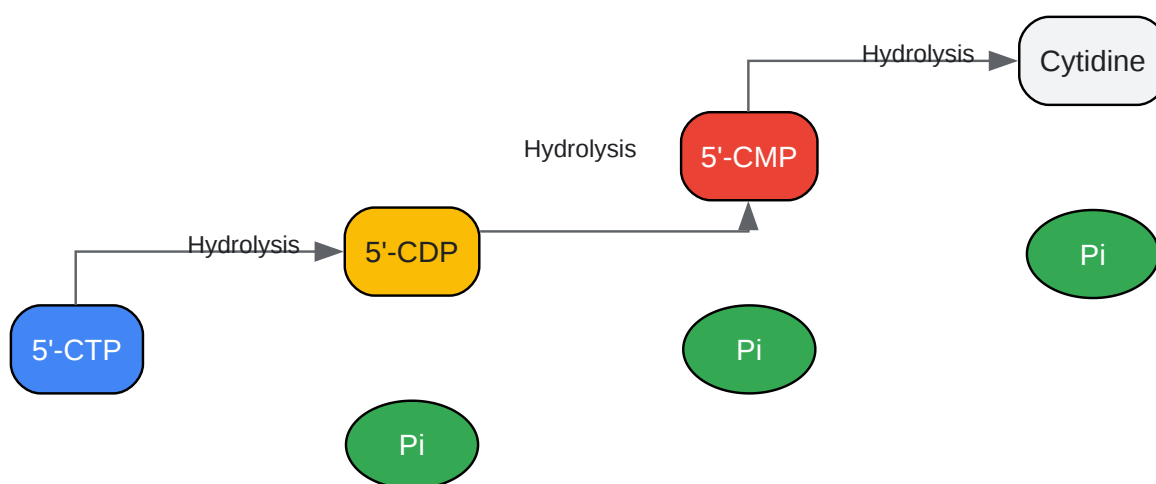 Hydrolysis
Cytidine
Hydrolysis
5'-CMP
Hydrolysis
5'-CDP
Pi
5'-CTP
Pi
Pi